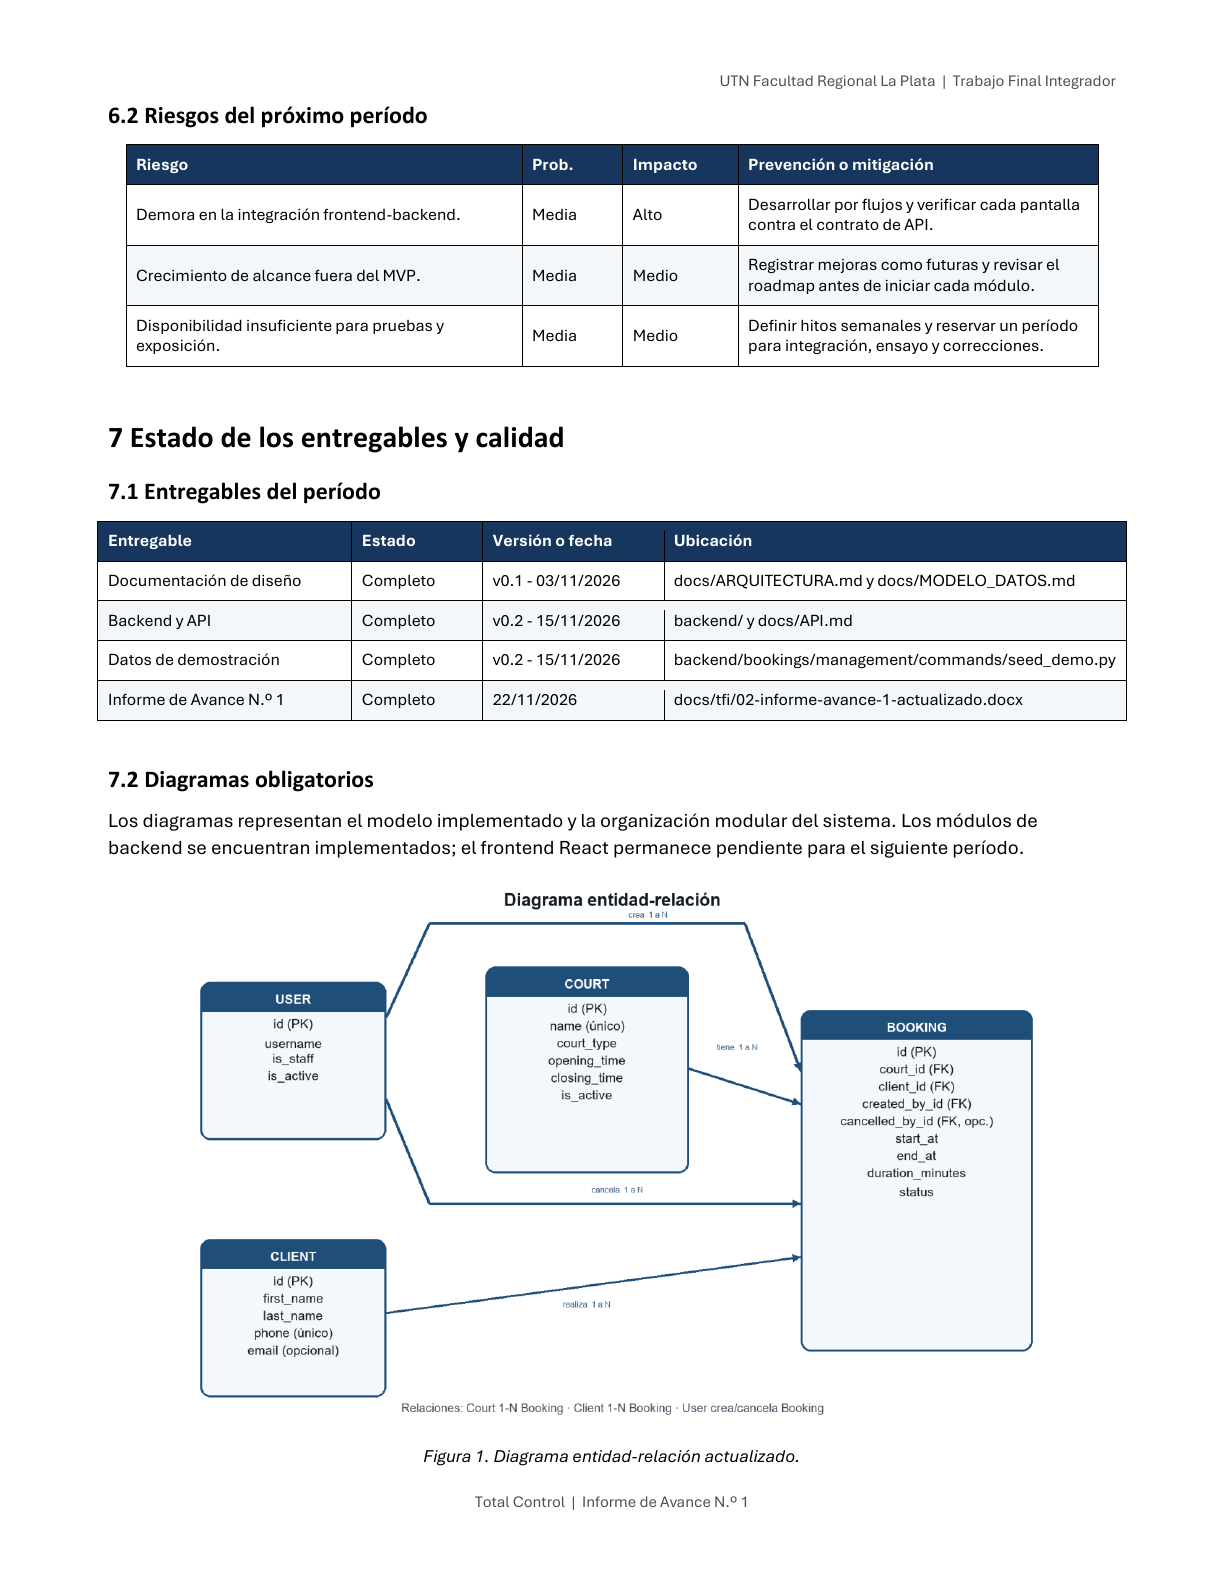 UTN Facultad Regional La Plata | Trabajo Final Integrador
6.2 Riesgos del próximo período
Riesgo Prob. Impacto Prevención o mitigación
Demora en la integración frontend-backend. Media Alto Desarrollar por flujos y verificar cada pantalla
contra el contrato de API.
Crecimiento de alcance fuera del MVP. Media Medio Registrar mejoras como futuras y revisar el
roadmap antes de iniciar cada módulo.
Disponibilidad insuficiente para pruebas y
exposición. Media Medio Definir hitos semanales y reservar un período
para integración, ensayo y correcciones.
7 Estado de los entregables y calidad
7.1 Entregables del período
Entregable Estado Versión o fecha Ubicación
Documentación de diseño Completo v0.1 - 03/11/2026 docs/ARQUITECTURA.md y docs/MODELO_DATOS.md
Backend y API Completo v0.2 - 15/11/2026 backend/ y docs/API.md
Datos de demostración Completo v0.2 - 15/11/2026 backend/bookings/management/commands/seed_demo.py
Informe de Avance N.º 1 Completo 22/11/2026 docs/tfi/02-informe-avance-1-actualizado.docx
7.2 Diagramas obligatorios
Los diagramas representan el modelo implementado y la organización modular del sistema. Los módulos de
backend se encuentran implementados; el frontend React permanece pendiente para el siguiente período.
Diagrama entidad-relación
crea 1 a N
USER
id (PK)
username
is_staff
is_active
COURT
id (PK)
name (único)
court_type
opening_time
closing_time
is_active
tiene 1 a N
BOOKING
id (PK)
court_id (FK)
client_id (FK)
created_by_id (FK)
cancelled_by_id (FK, opc.)
start_at
end_at
duration_minutes
status
cancela 1 a N
CLIENT
id (PK)
first_name
last_name
phone (único)
email (opcional)
realiza 1 a N
Relaciones: Court 1-N Booking · Client 1-N Booking · User crea/cancela Booking
Figura 1. Diagrama entidad-relación actualizado.
Total Control | Informe de Avance N.º 1